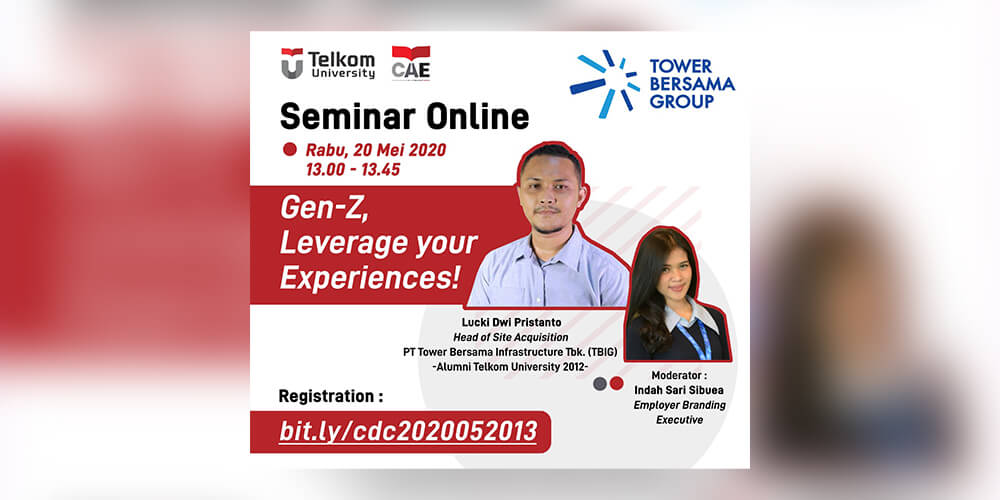 Telkom
University
CAE
TOWER
BERSAMA
GROUP
Seminar Online
Rabu, 20 Mei 2020
13.00 - 13.45
Gen-Z,
Leverage your
Experiences!
Lucki Dwi Pristanto
Head of Site Acquisition
PT Tower Bersama Infrastructure Tbk. (TBIG)
-Alumni Telkom University 2012-
Moderator :
Indah Sari Sibuea
Employer Branding
Executive
Registration :
bit.ly/cdc2020052013